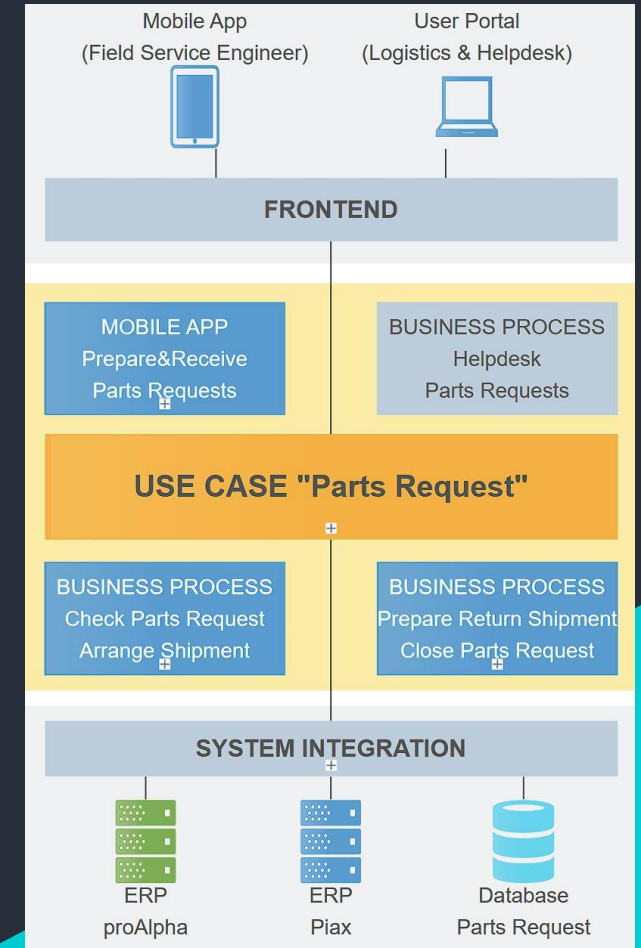 Mobile App
(Field Service Engineer)
User Portal
(Logistics & Helpdesk)
FRONTEND
MOBILE APP
Prepare&Receive
Parts Requests
BUSINESS PROCESS
Helpdesk
Parts Requests
USE CASE "Parts Request"
BUSINESS PROCESS
Check Parts Request
Arrange Shipment
BUSINESS PROCESS
Prepare Return Shipment
Close Parts Request
SYSTEM INTEGRATION
ERP
proAlpha
ERP
Piax
Database
Parts Request